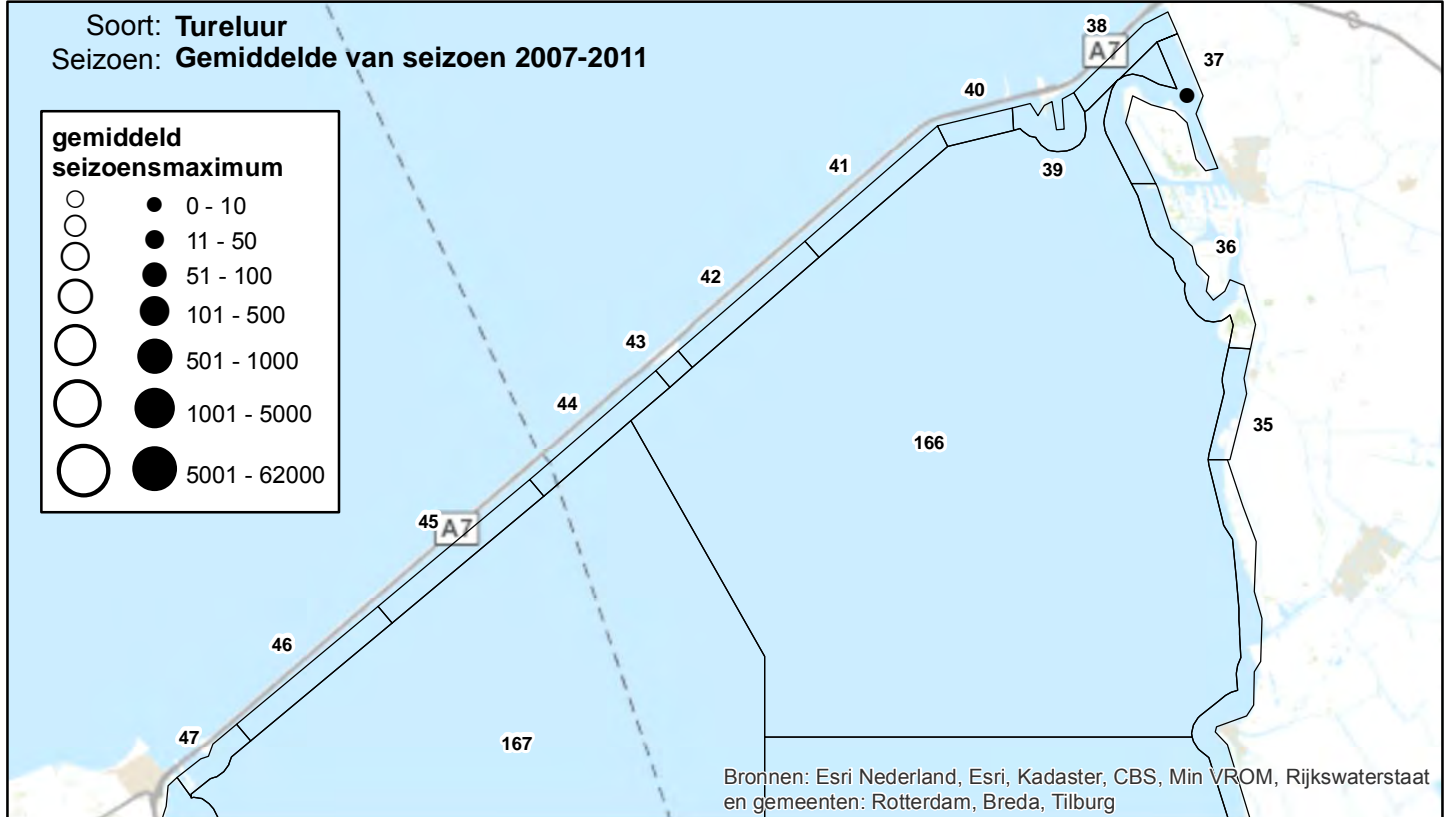 Soort: Tureluur
Seizoen: Gemiddelde van seizoen 2007-2011
gemiddeld
seizoensmaximum
0 - 10
11 - 50
51 - 100
101 - 500
501 - 1000
1001 - 5000
5001 - 62000
38
A7
37
40
41
39
36
42
43
44
35
166
45
A7
46
47
167
Bronnen: Esri Nederland, Esri, Kadaster, CBS, Min VROM, Rijkswaterstaat
en gemeenten: Rotterdam, Breda, Tilburg